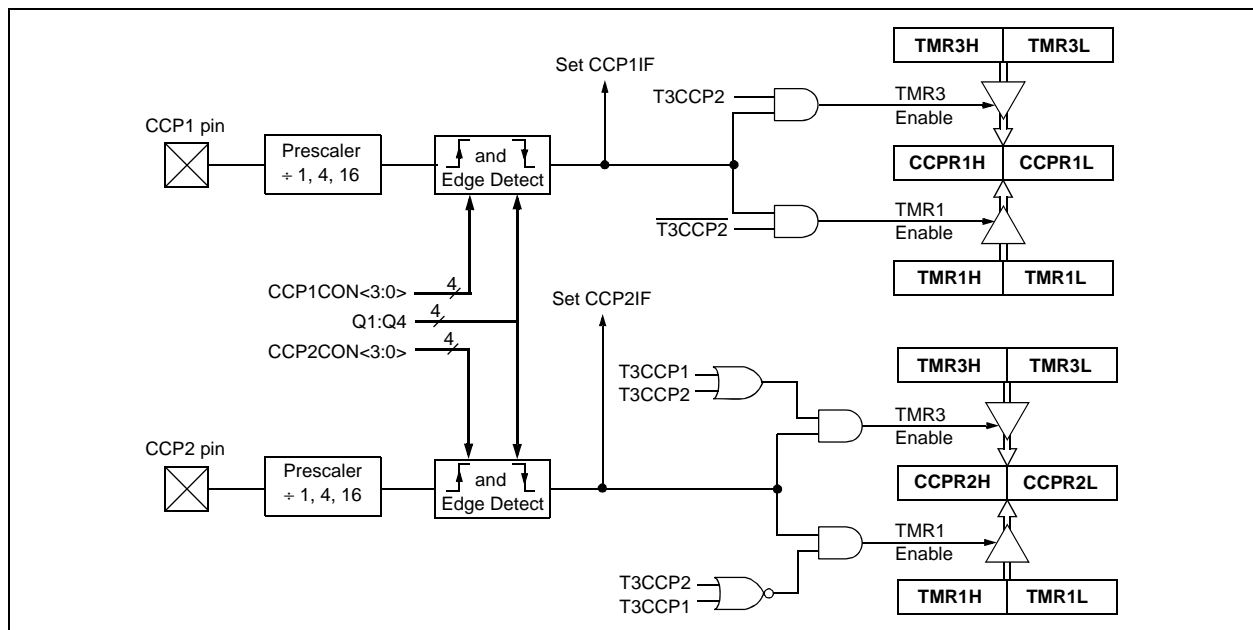 TMR3H TMR3L
Set CCP1IF
T3CCP2
TMR3
Enable
CCP1 pin
Prescaler
÷ 1, 4, 16
and
Edge Detect
CCPR1H CCPR1L
T3CCP2
TMR1
Enable
TMR1H TMR1L
CCP1CON<3:0> 4
Q1:Q4 4
CCP2CON<3:0> 4
Set CCP2IF
TMR3H TMR3L
T3CCP1
T3CCP2
TMR3
Enable
CCP2 pin
Prescaler
÷ 1, 4, 16
and
Edge Detect
CCPR2H CCPR2L
TMR1
Enable
T3CCP2
T3CCP1
TMR1H TMR1L